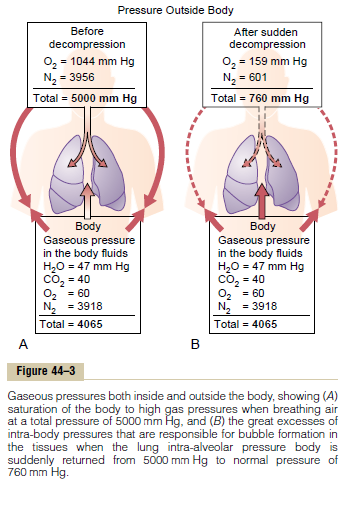 Pressure Outside Body
Before
decompression
O₂ = 1044 mm Hg
N₂ = 3956
Total = 5000 mm Hg
After sudden
decompression
O₂ = 159 mm Hg
N₂ = 601
Total = 760 mm Hg
Body
Gaseous pressure
in the body fluids
H₂O = 47 mm Hg
CO₂ = 40
O₂ = 60
N₂ = 3918
Total = 4065
Body
Gaseous pressure
in the body fluids
H₂O = 47 mm Hg
CO₂ = 40
O₂ = 60
N₂ = 3918
Total = 4065
A
B
Figure 44–3
Gaseous pressures both inside and outside the body, showing (A)
saturation of the body to high gas pressures when breathing air
at a total pressure of 5000 mm Hg, and (B) the great excesses of
intra-body pressures that are responsible for bubble formation in
the tissues when the lung intra-alveolar pressure body is
suddenly returned from 5000 mm Hg to normal pressure of
760 mm Hg.